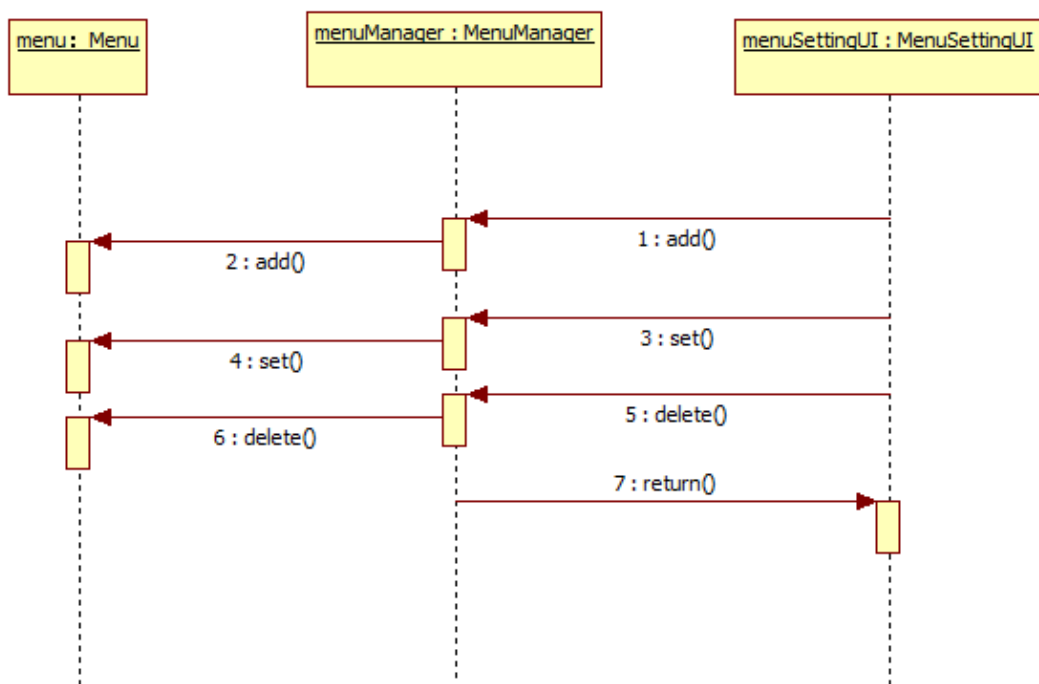 menu: Menu
menuManager : MenuManager
menuSettingUI : MenuSettingUI
1 : add()
2 : add()
3 : set()
4 : set()
5 : delete()
6 : delete()
7 : return()